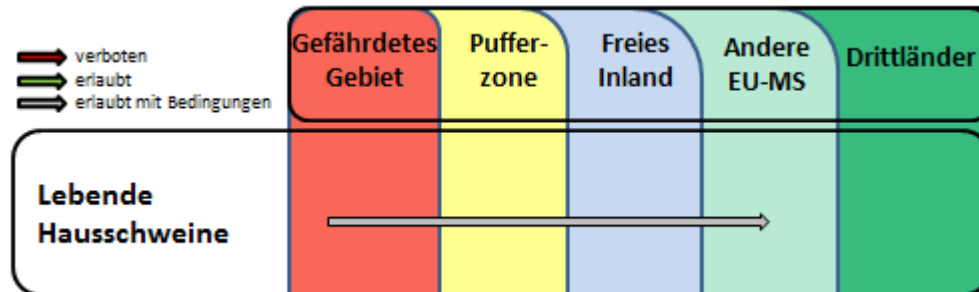 verboten
erlaubt
erlaubt mit Bedingungen
Gefährdetes
Gebiet
Puffer-
zone
Freies
Inland
Andere
EU-MS
Drittländer
Lebende
Hausschweine